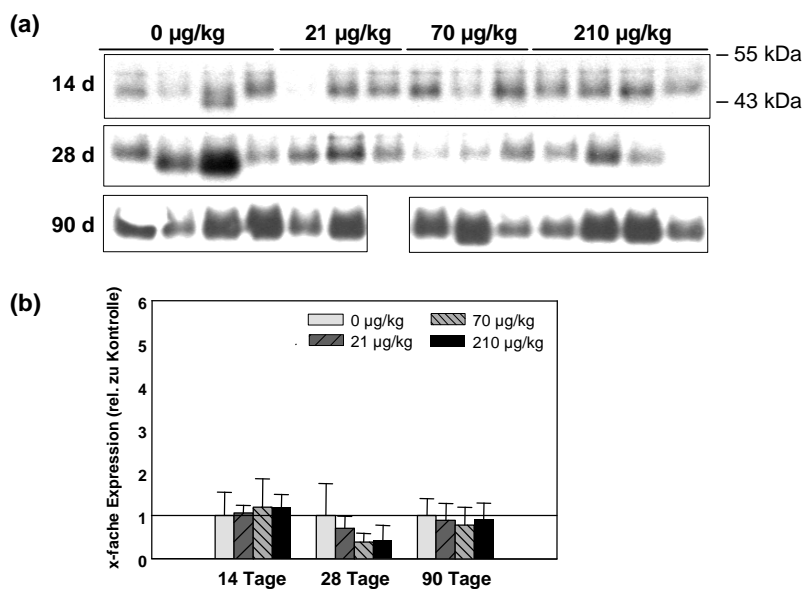 (a)
0 µg/kg 21 µg/kg 70 µg/kg 210 µg/kg
– 55 kDa
14 d
– 43 kDa
28 d
90 d
(b)
x-fache Expression (rel. zu Kontrolle)
6
5
4
3
2
1
0
0 µg/kg 70 µg/kg
21 µg/kg 210 µg/kg
14 Tage 28 Tage 90 Tage